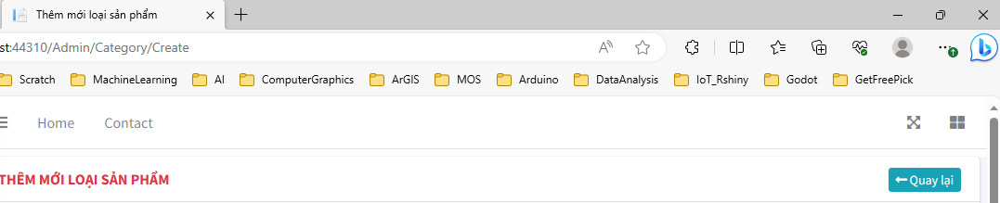 Thêm mới loại sản phẩm
st:44310/Admin/Category/Create
Scratch MachineLearning AI ComputerGraphics ArGIS MOS Arduino DataAnalysis IoT_Rshiny Godot GetFreePick
Home Contact
THÊM MỚI LOẠI SẢN PHẨM Quay lại